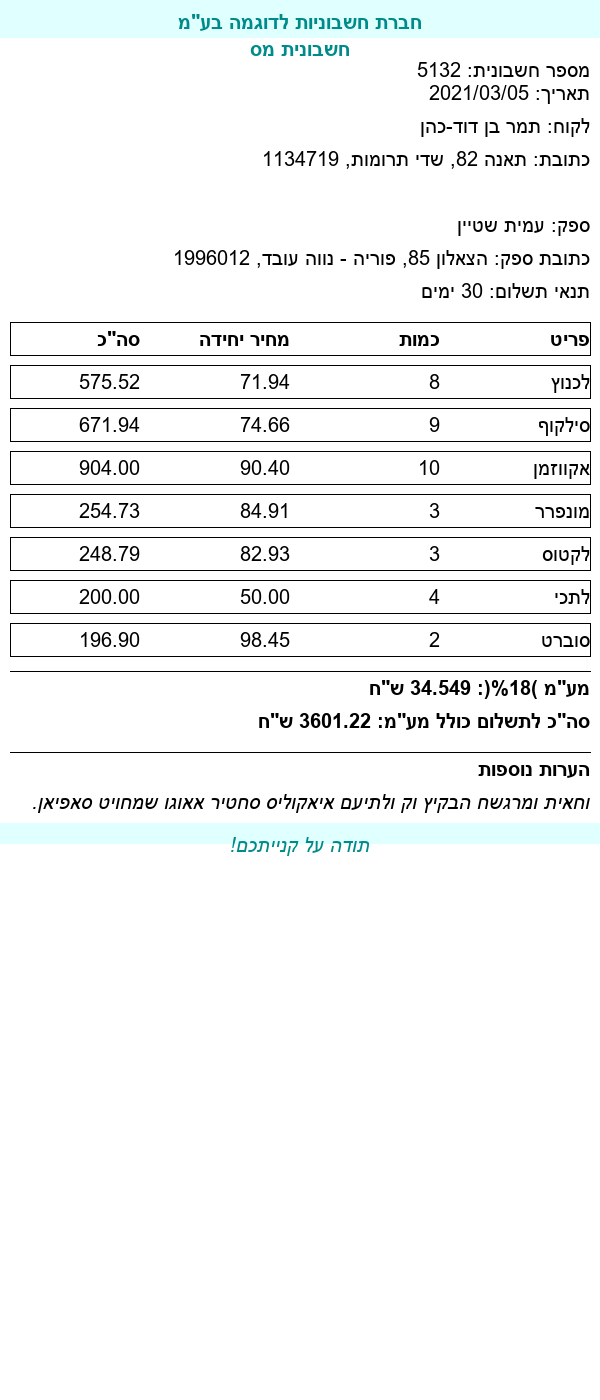 חברת חשבוניות לדוגמה בע"מ
חשבונית מס
מספר חשבונית: 5132
תאריך: 2021/03/05
לקוח: תמר בן דוד-כהן
כתובת: תאנה 82, שדי תרומות, 1134719
ספק: עמית שטיין
כתובת ספק: הצאלון 85, פוריה - נווה עובד, 1996012
תנאי תשלום: 30 ימים
פריט כמות מחיר יחידה סה"כ
לכנוץ 8 71.94 575.52
סילקוף 9 74.66 671.94
אקווזמן 10 90.40 904.00
מונפרר 3 84.91 254.73
לקטוס 3 82.93 248.79
לתכי 4 50.00 200.00
סוברט 2 98.45 196.90
מע"מ )18%(: 34.549 ש"ח
סה"כ לתשלום כולל מע"מ: 3601.22 ש"ח
הערות נוספות
וחאית ומרגשח הבקיץ וק ולתיעם איאקוליס סחטיר אאוגו שמחויט סאפיאן.
תודה על קנייתכם!